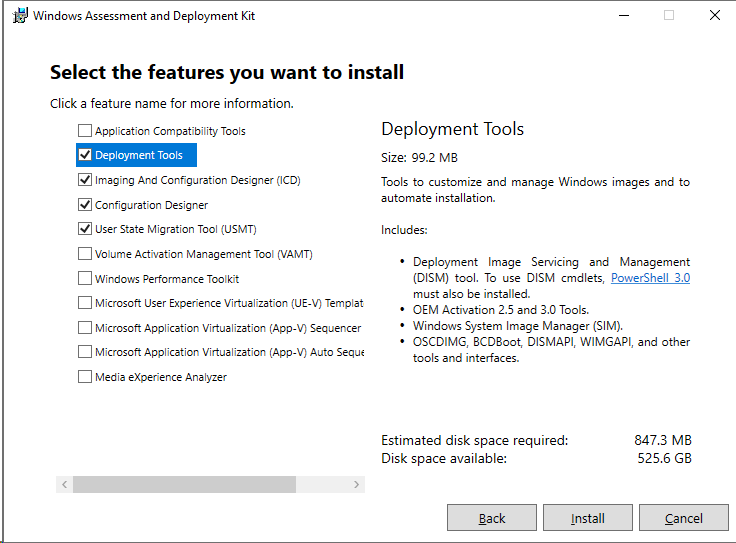 Windows Assessment and Deployment Kit
Select the features you want to install
Click a feature name for more information.
Application Compatibility Tools
Deployment Tools
Imaging And Configuration Designer (ICD)
Configuration Designer
User State Migration Tool (USMT)
Volume Activation Management Tool (VAMT)
Windows Performance Toolkit
Microsoft User Experience Virtualization (UE-V) Templat
Microsoft Application Virtualization (App-V) Sequencer
Microsoft Application Virtualization (App-V) Auto Seque
Media eXperience Analyzer
Deployment Tools
Size: 99.2 MB
Tools to customize and manage Windows images and to
automate installation.
Includes:
• Deployment Image Servicing and Management
(DISM) tool. To use DISM cmdlets, PowerShell 3.0
must also be installed.
• OEM Activation 2.5 and 3.0 Tools.
• Windows System Image Manager (SIM).
• OSCDIMG, BCDBoot, DISMAPI, WIMGAPI, and other
tools and interfaces.
Estimated disk space required: 847.3 MB
Disk space available: 525.6 GB
Back Install Cancel